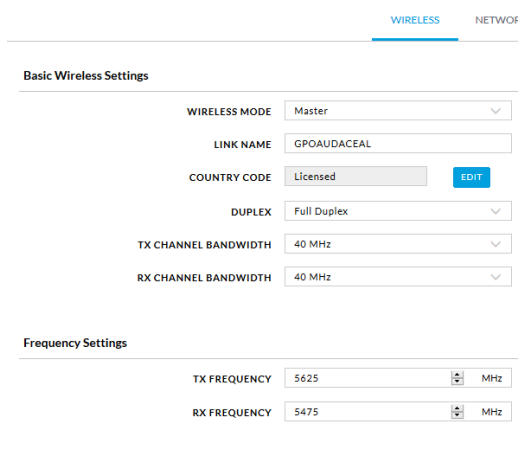 WIRELESS NETWOR
Basic Wireless Settings
WIRELESS MODE Master
LINK NAME GPOAUDACEAL
COUNTRY CODE Licensed EDIT
DUPLEX Full Duplex
TX CHANNEL BANDWIDTH 40 MHz
RX CHANNEL BANDWIDTH 40 MHz
Frequency Settings
TX FREQUENCY 5625 MHz
RX FREQUENCY 5475 MHz